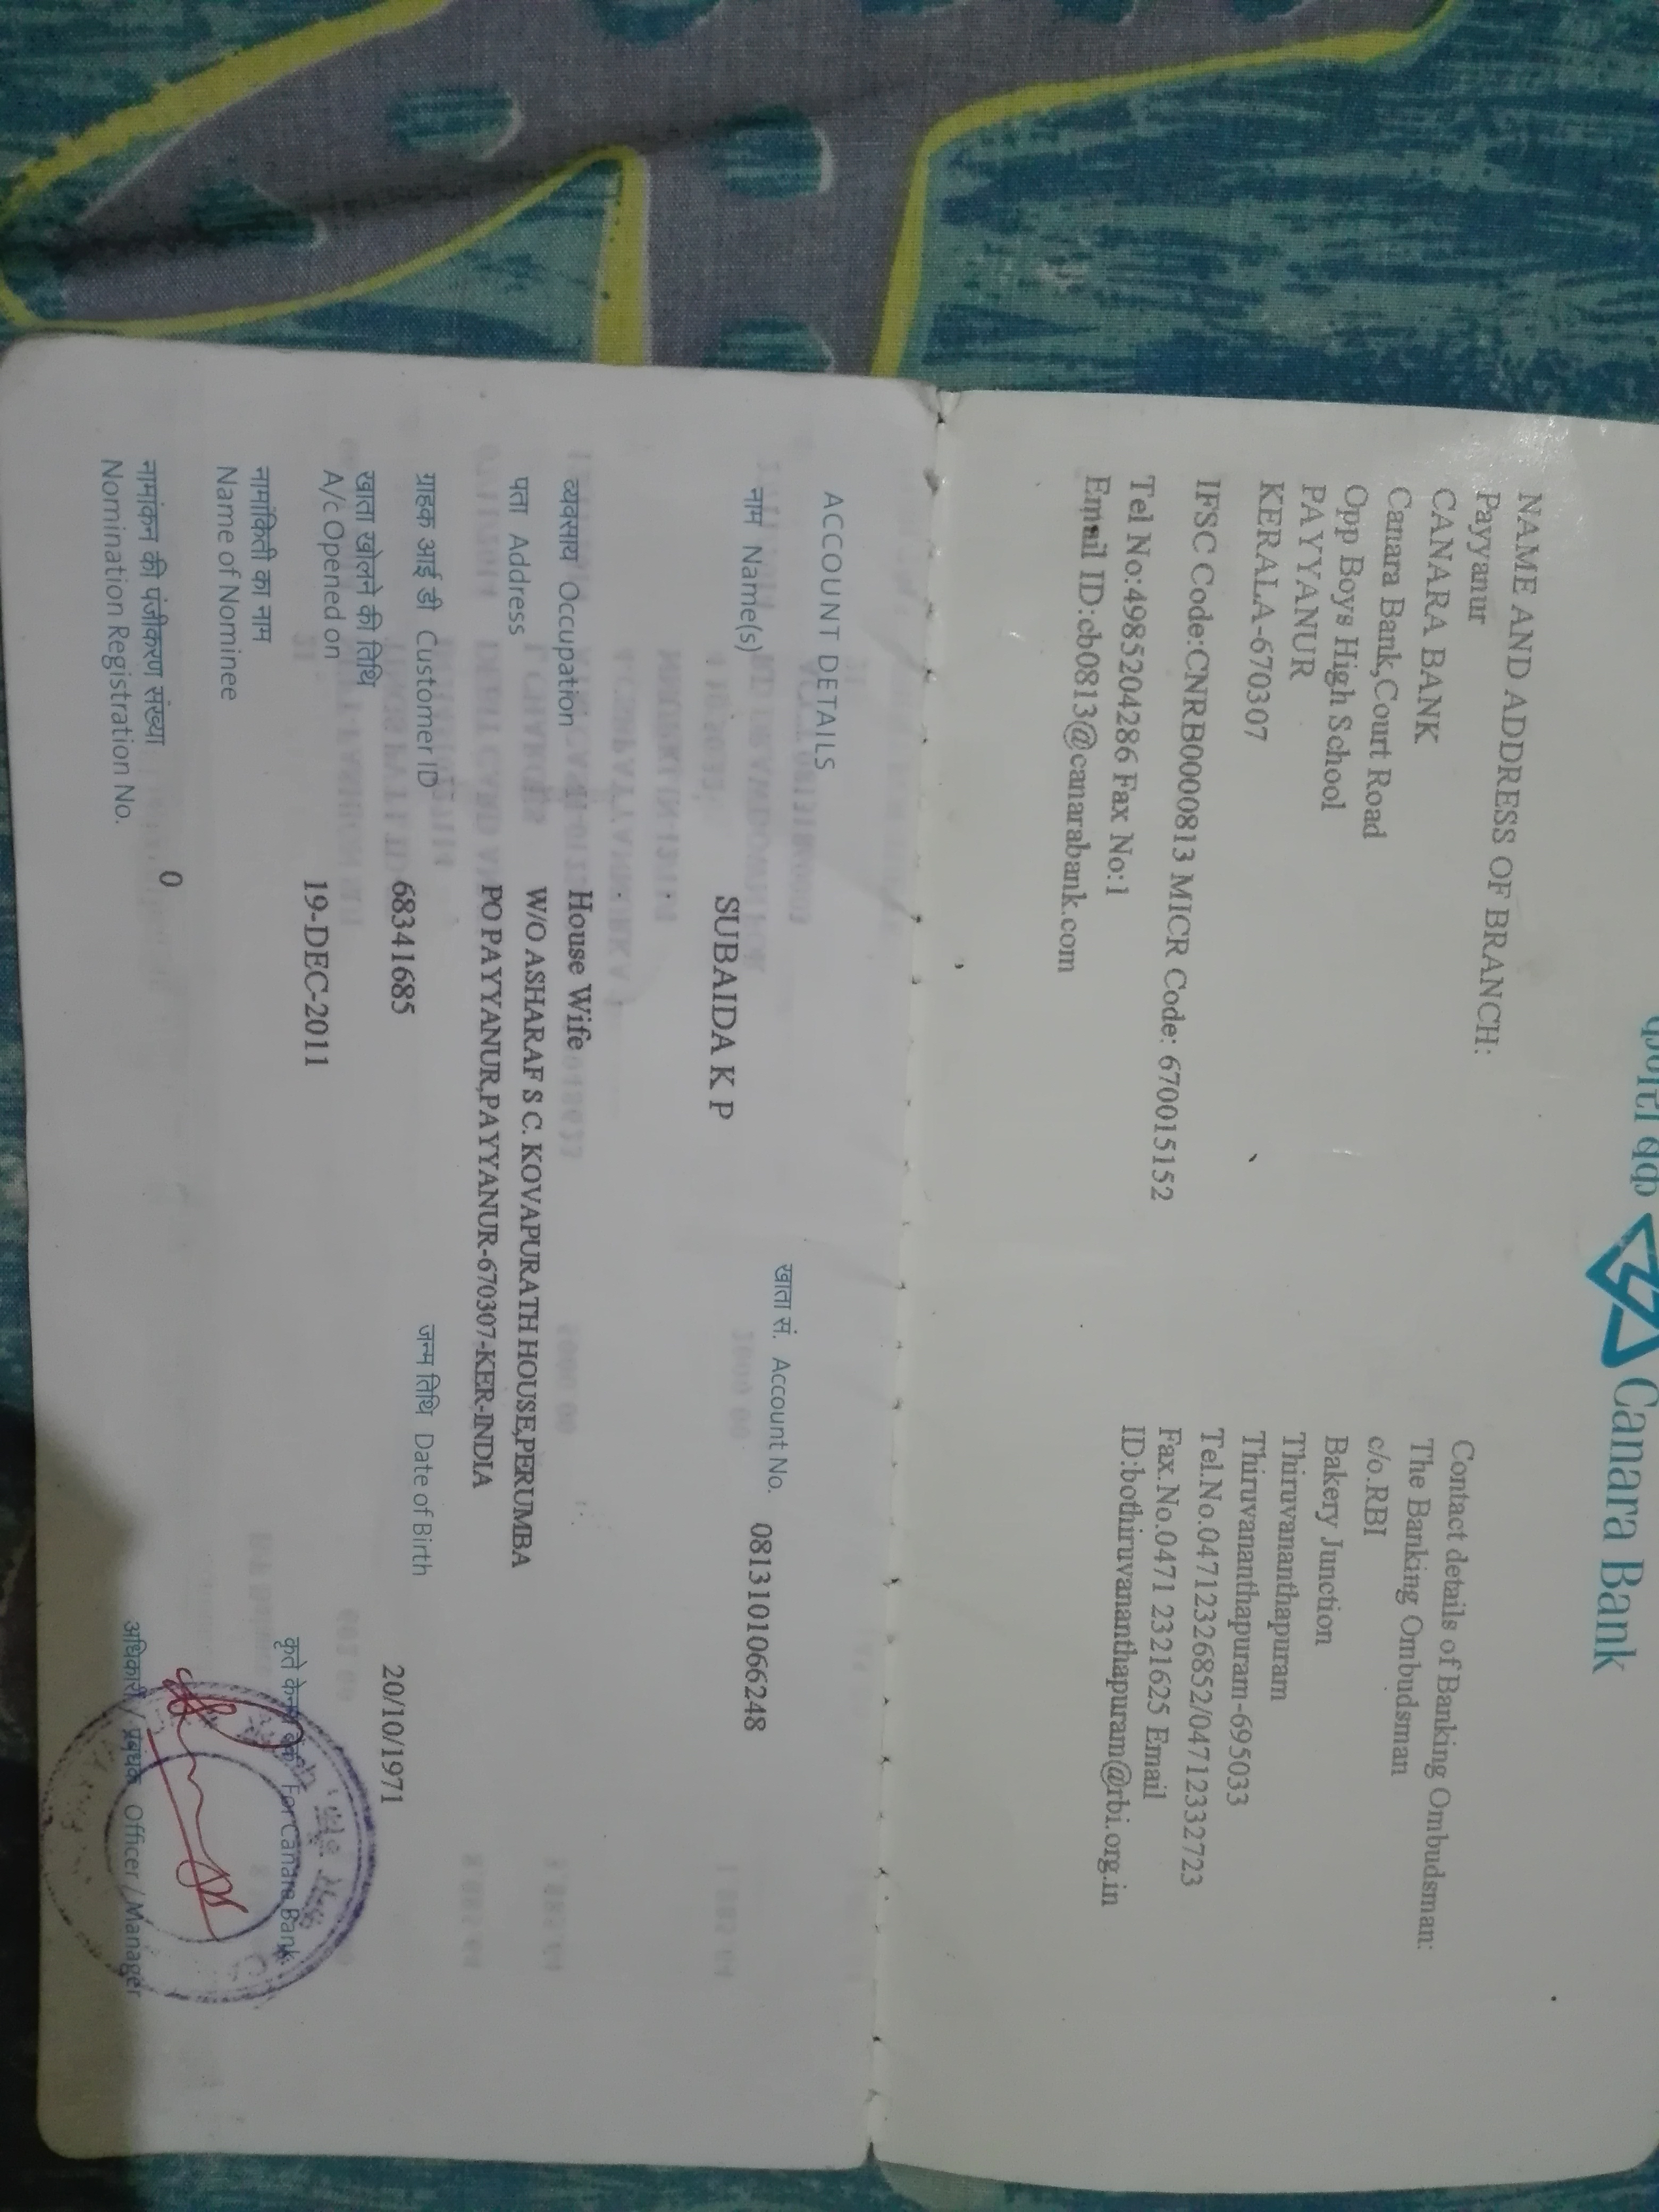 केनरा बैंक Canara Bank
NAME AND ADDRESS OF BRANCH:
Payyanur
CANARA BANK
Canara Bank,Court Road
Opp Boys High School
PAYYANUR
KERALA-670307
IFSC Code:CNRB0000813 MICR Code: 670015152
Tel No:4985204286 Fax No:1
Email ID:cb0813@canarabank.com
Contact details of Banking Ombudsman:
The Banking Ombudsman
c/o.RBI
Bakery Junction
Thiruvananthapuram
Thiruvananthapuram-695033
Tel.No.04712326852/04712332723
Fax.No.0471 2321625 Email
ID:bothiruvananthapuram@rbi.org.in
ACCOUNT DETAILS
खाता सं. Account No. 0813101066248
नाम Name(s) SUBAIDA K P
व्यवसाय Occupation House Wife
पता Address W/O ASHARAF S C. KOVAPURATH HOUSE,PERUMBA
PO PAYYANUR,PAYYANUR-670307-KER-INDIA
ग्राहक आई डी Customer ID 68341685 जन्म तिथि Date of Birth 20/10/1971
खाता खोलने की तिथि
A/c Opened on 19-DEC-2011
नामांकिती का नाम
Name of Nominee
कृते केनरा बैंक For Canara Bank
नामांकन की पंजीकरण संख्या
Nomination Registration No. 0
अधिकारी / प्रबंधक Officer / Manager